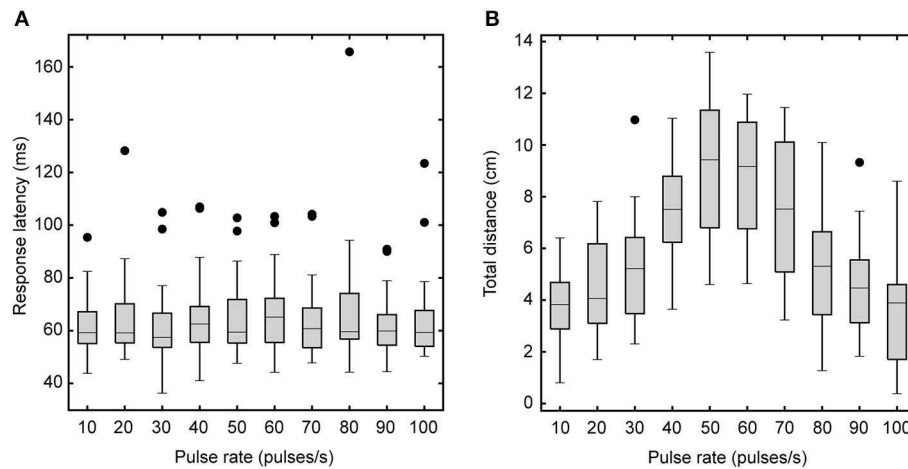 A
B
Response latency (ms)
160
140
120
100
80
60
40
10 20 30 40 50 60 70 80 90 100
Pulse rate (pulses/s)
Total distance (cm)
14
12
10
8
6
4
2
0
10 20 30 40 50 60 70 80 90 100
Pulse rate (pulses/s)